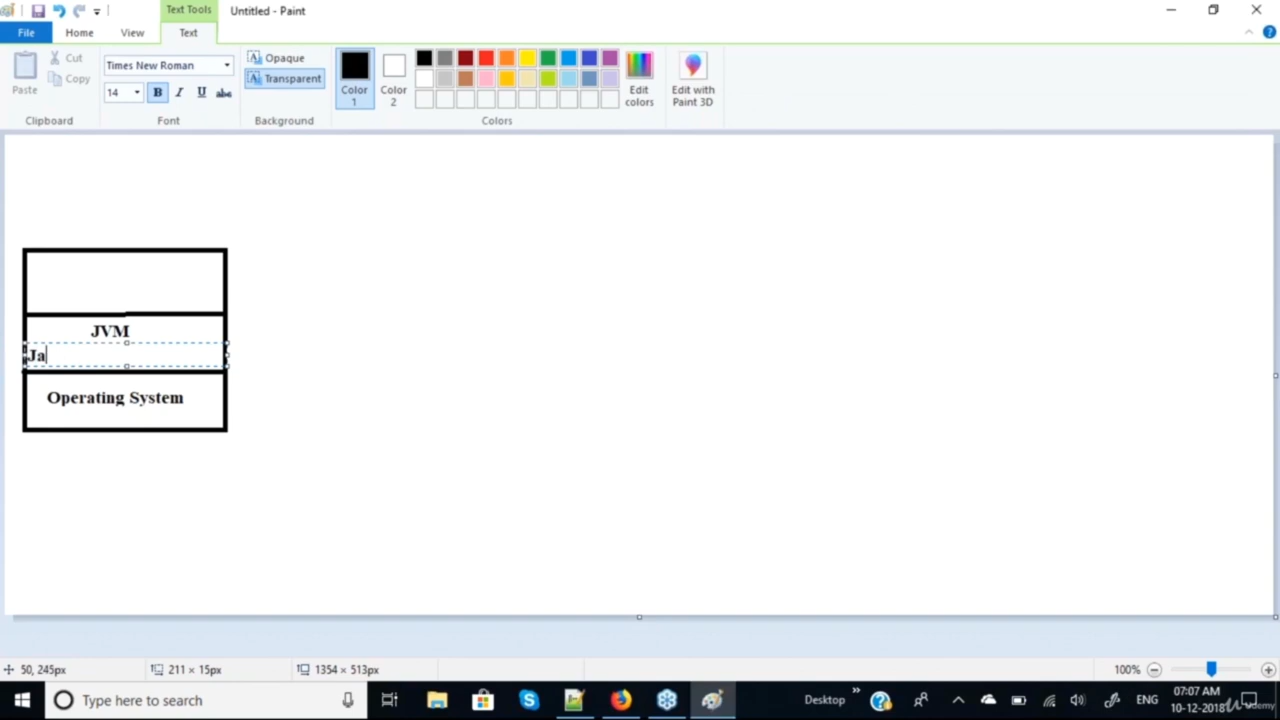 Text Tools
Untitled - Paint
File
Home
View
Text
Paste
Cut
Copy
Clipboard
Times New Roman
14
B
I
U
abc
Font
Opaque
Transparent
Background
Color 1
Color 2
Edit colors
Colors
Edit with Paint 3D
JVM
Ja
Operating System
50, 245px
211 × 15px
1354 × 513px
100%
Type here to search
Desktop
ENG
07:07 AM
10-12-2018
Udemy